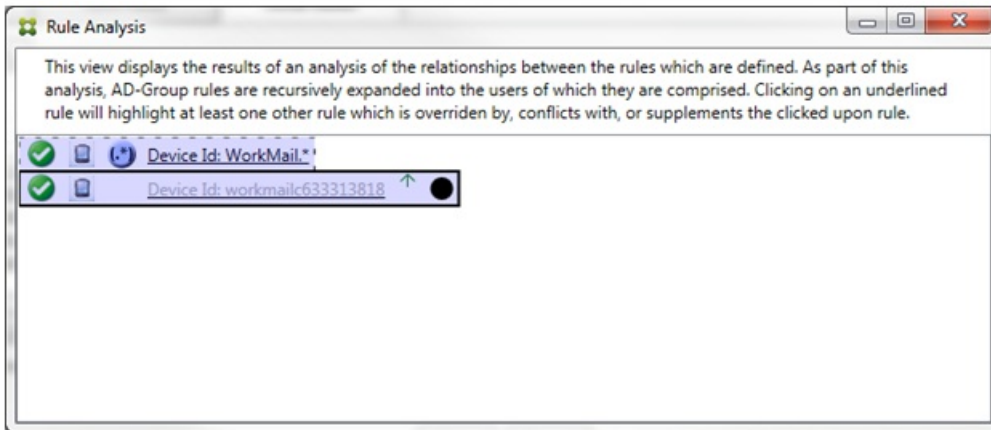 Rule Analysis
This view displays the results of an analysis of the relationships between the rules which are defined. As part of this
analysis, AD-Group rules are recursively expanded into the users of which they are comprised. Clicking on an underlined
rule will highlight at least one other rule which is overriden by, conflicts with, or supplements the clicked upon rule.
(.*) Device Id: WorkMail.*
Device Id: workmailc633313818